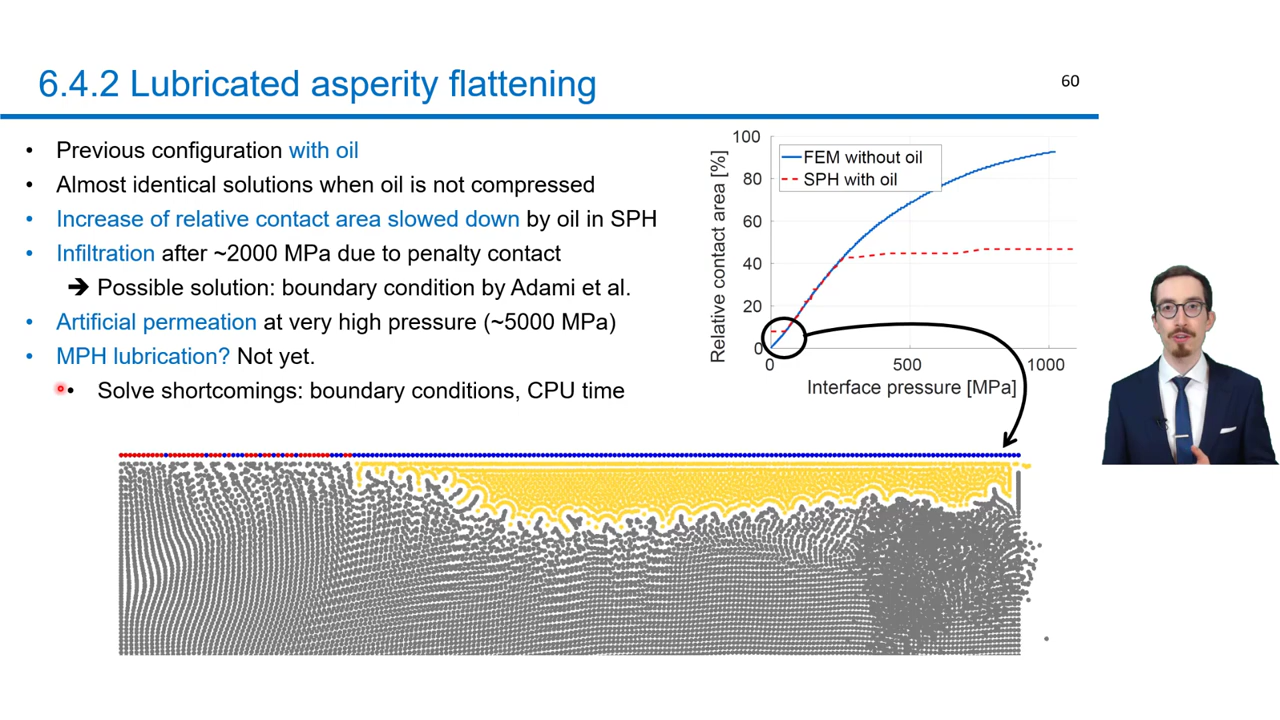 6.4.2 Lubricated asperity flattening
60
• Previous configuration with oil
• Almost identical solutions when oil is not compressed
• Increase of relative contact area slowed down by oil in SPH
• Infiltration after ~2000 MPa due to penalty contact
➔ Possible solution: boundary condition by Adami et al.
• Artificial permeation at very high pressure (~5000 MPa)
• MPH lubrication? Not yet.
• Solve shortcomings: boundary conditions, CPU time
Relative contact area [%]
100
80
60
40
20
0
FEM without oil
SPH with oil
0
500
1000
Interface pressure [MPa]